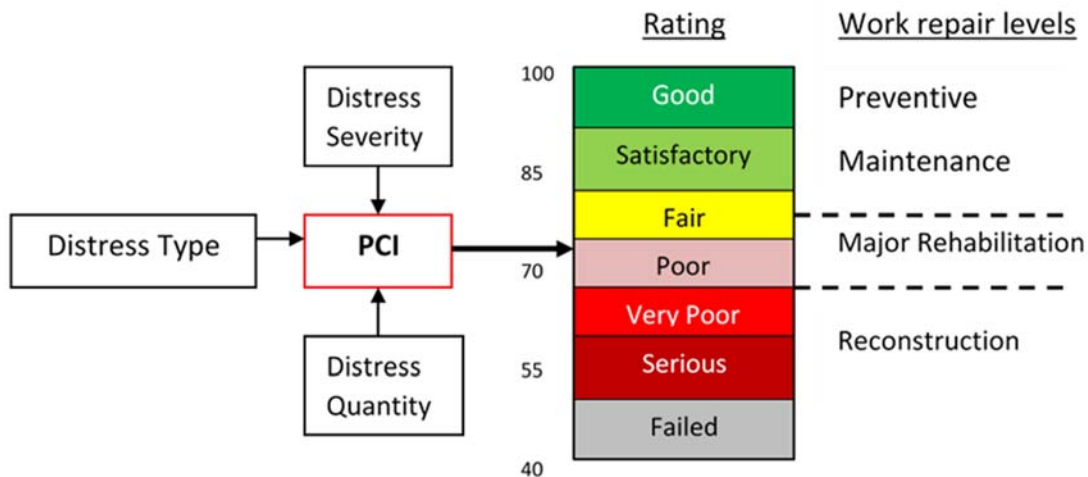 Rating
Work repair levels
100
85
70
55
40
Distress
Severity
Distress Type
PCI
Distress
Quantity
Good
Satisfactory
Fair
Poor
Very Poor
Serious
Failed
Preventive
Maintenance
Major Rehabilitation
Reconstruction